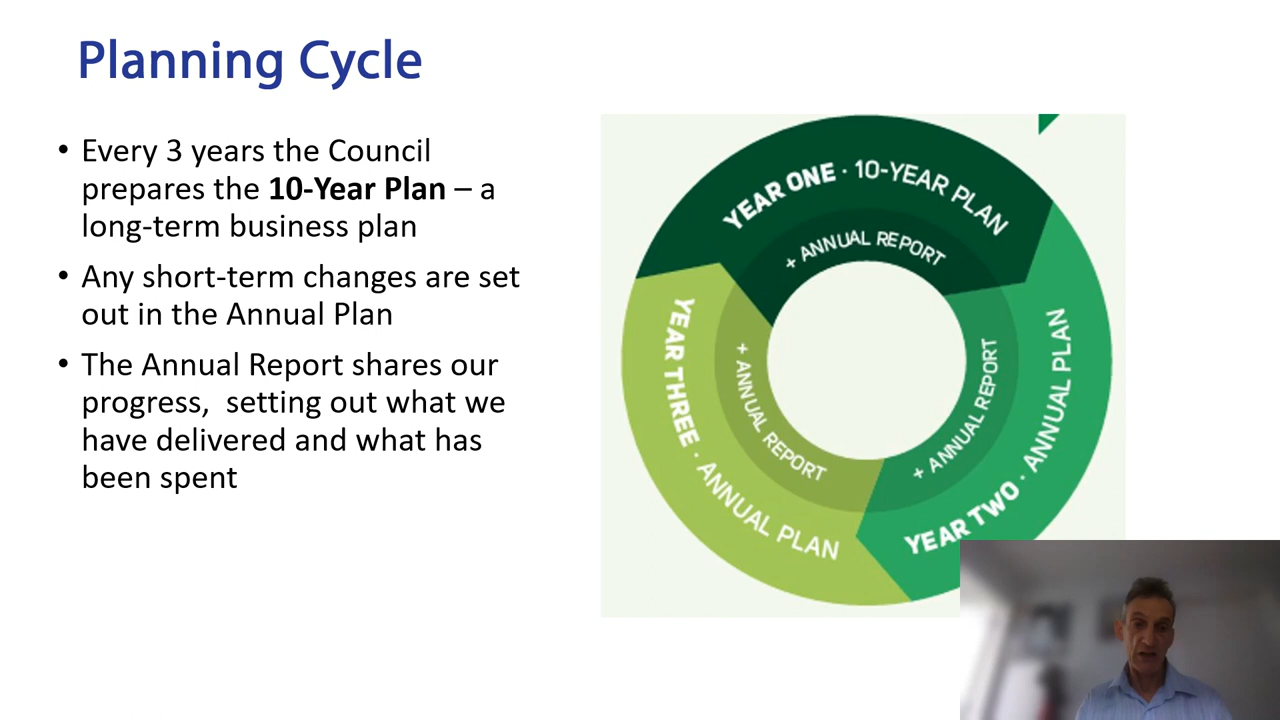 Planning Cycle
• Every 3 years the Council
prepares the 10-Year Plan – a
long-term business plan
• Any short-term changes are set
out in the Annual Plan
• The Annual Report shares our
progress,  setting out what we
have delivered and what has
been spent
YEAR ONE · 10-YEAR PLAN
+ ANNUAL REPORT
YEAR TWO · ANNUAL PLAN
+ ANNUAL REPORT
YEAR THREE · ANNUAL PLAN
+ ANNUAL REPORT